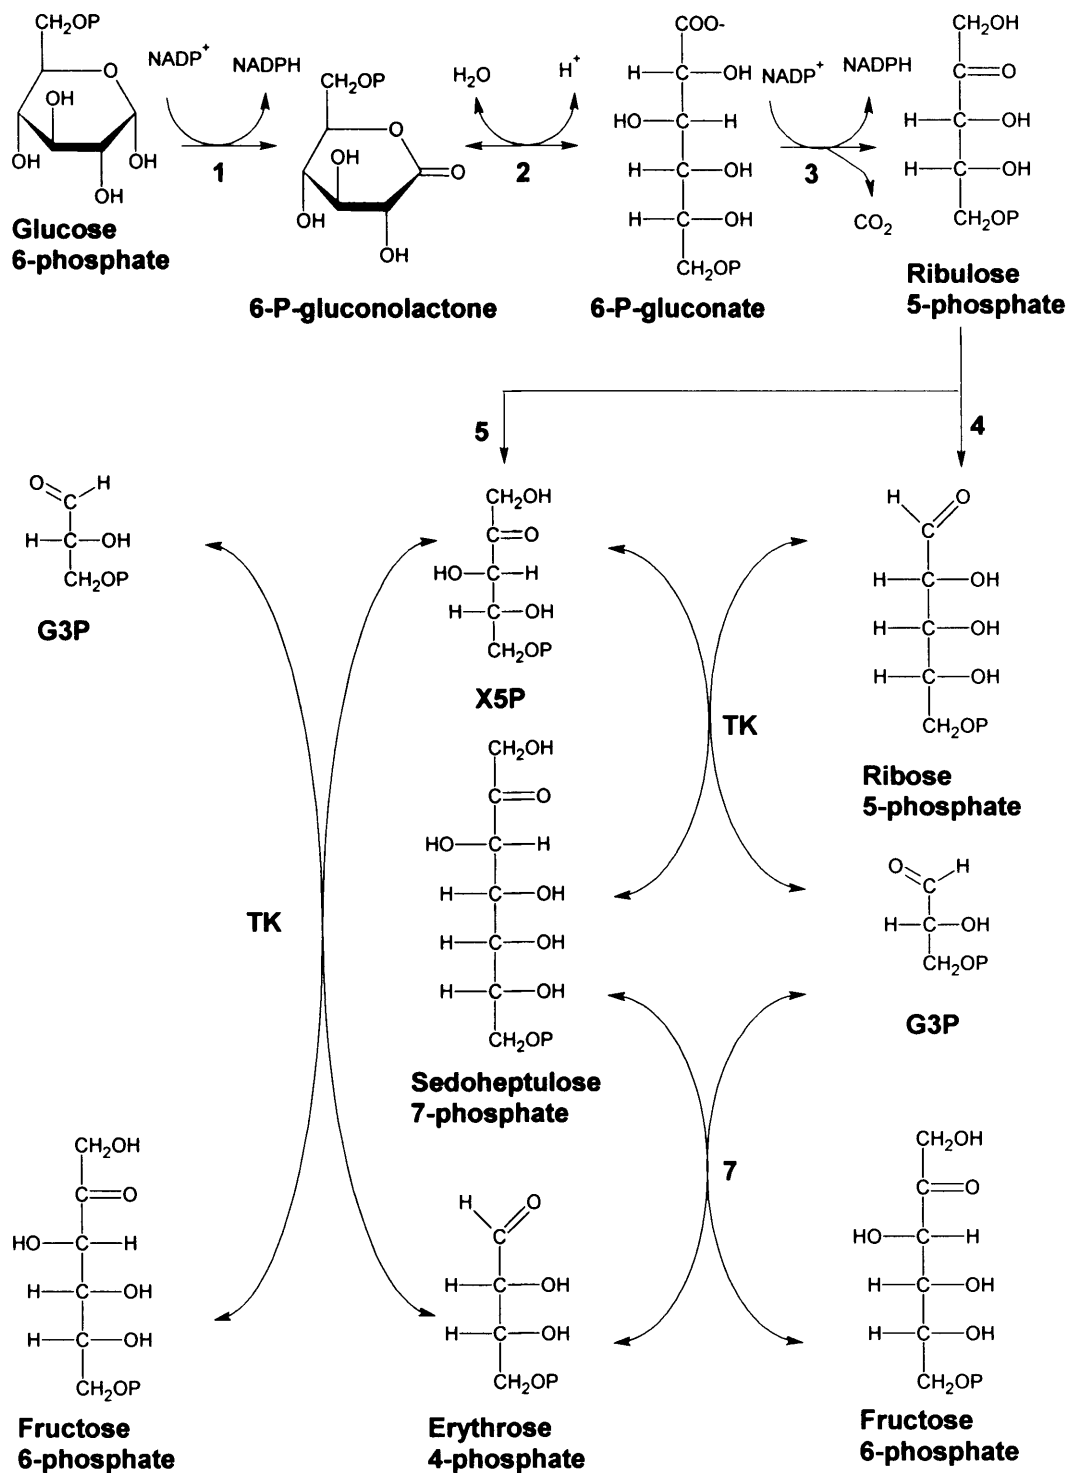 CH2OP
O
OH
OH
OH
OH
Glucose
6-phosphate
NADP+
NADPH
1
CH2OP
O
OH
O
OH
OH
6-P-gluconolactone
H2O
H+
2
COO-
H-C-OH
HO-C-H
H-C-OH
H-C-OH
CH2OP
6-P-gluconate
NADP+
NADPH
3
CO2
CH2OH
C=O
H-C-OH
H-C-OH
CH2OP
Ribulose
5-phosphate
5
4
O H
C
H-C-OH
CH2OP
G3P
CH2OH
C=O
HO-C-H
H-C-OH
CH2OP
X5P
TK
H O
C
H-C-OH
H-C-OH
H-C-OH
CH2OP
Ribose
5-phosphate
TK
CH2OH
C=O
HO-C-H
H-C-OH
H-C-OH
H-C-OH
CH2OP
Sedoheptulose
7-phosphate
O H
C
H-C-OH
CH2OP
G3P
7
CH2OH
C=O
HO-C-H
H-C-OH
H-C-OH
CH2OP
Fructose
6-phosphate
H O
C
H-C-OH
H-C-OH
CH2OP
Erythrose
4-phosphate
CH2OH
C=O
HO-C-H
H-C-OH
H-C-OH
CH2OP
Fructose
6-phosphate